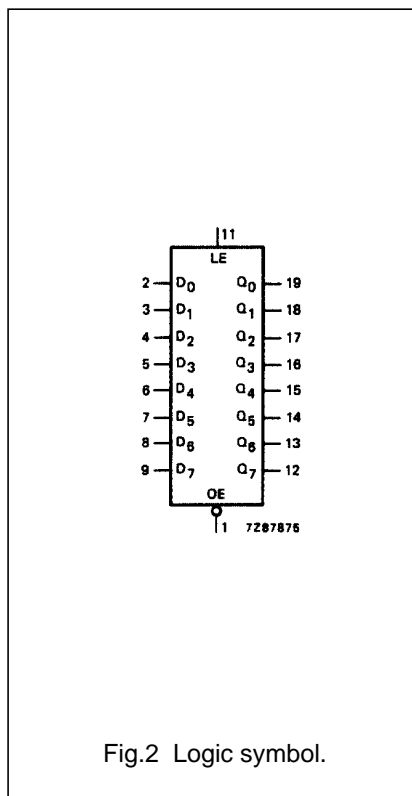 11
LE
2 D0 Q0 19
3 D1 Q1 18
4 D2 Q2 17
5 D3 Q3 16
6 D4 Q4 15
7 D5 Q5 14
8 D6 Q6 13
9 D7 Q7 12
OE
1 7Z87875
Fig.2 Logic symbol.